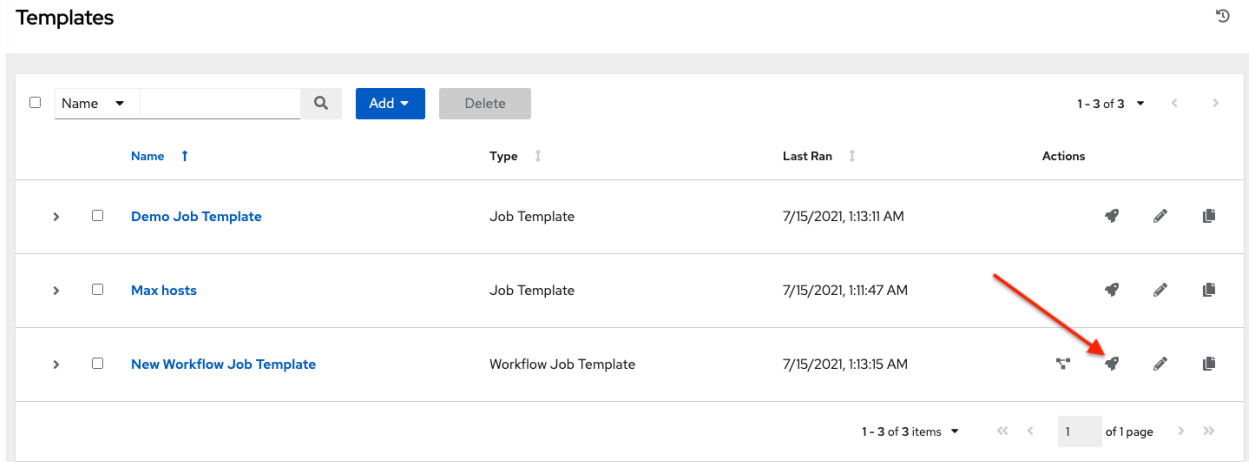 Templates
Name Add Delete 1 - 3 of 3
Name Type Last Ran Actions
Demo Job Template Job Template 7/15/2021, 1:13:11 AM
Max hosts Job Template 7/15/2021, 1:11:47 AM
New Workflow Job Template Workflow Job Template 7/15/2021, 1:13:15 AM
1 - 3 of 3 items 1 of 1 page